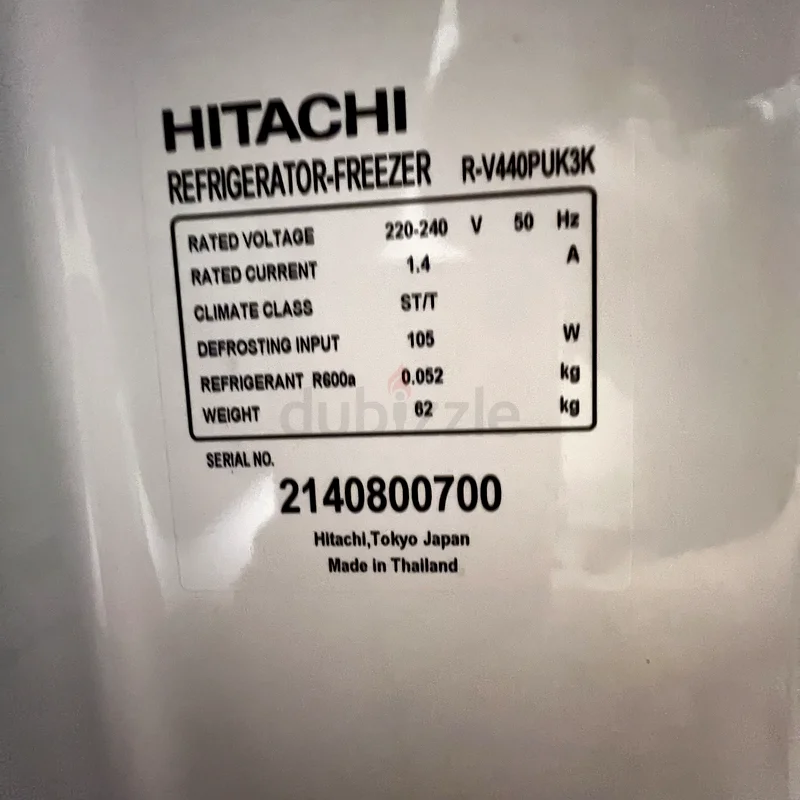 HITACHI
REFRIGERATOR-FREEZER R-V440PUK3K
RATED VOLTAGE 220-240 V 50 Hz
RATED CURRENT 1.4 A
CLIMATE CLASS ST/T
DEFROSTING INPUT 105 W
REFRIGERANT R600a 0.052 kg
WEIGHT 62 kg
dubizzle
SERIAL NO.
2140800700
Hitachi,Tokyo Japan
Made in Thailand